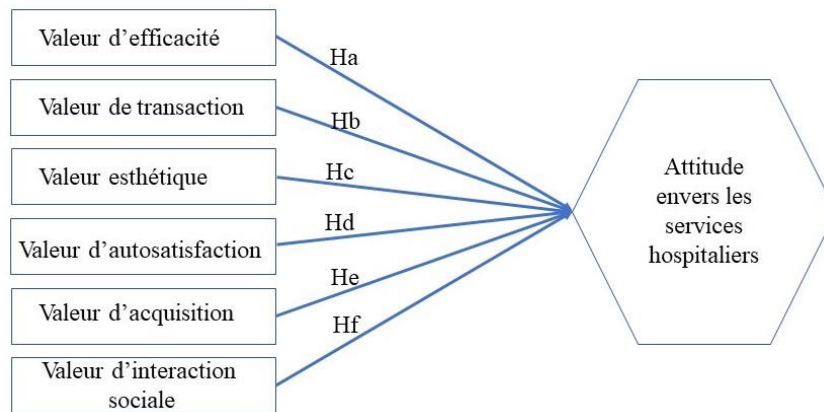 Valeur d’efficacité
Ha
Valeur de transaction
Hb
Valeur esthétique
Hc
Valeur d’autosatisfaction
Hd
Valeur d’acquisition
He
Valeur d’interaction
sociale
Hf
Attitude
envers les
services
hospitaliers